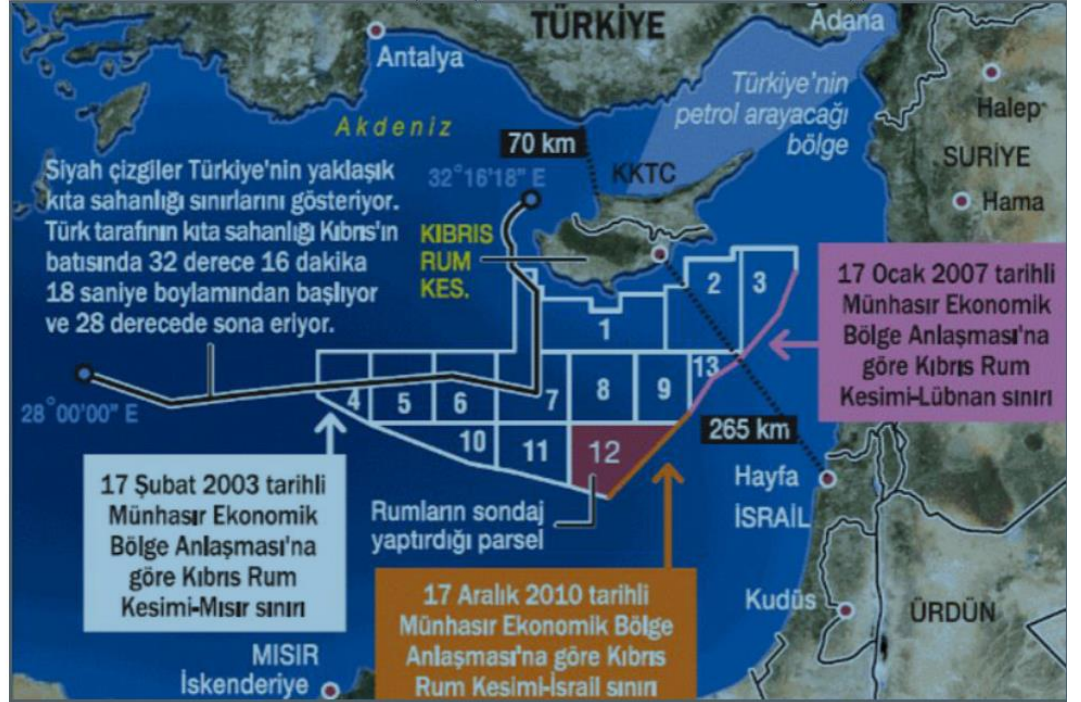 TÜRKİYE
Adana
Antalya
Türkiye'nin
petrol arayacağı
bölge
Halep
Akdeniz
70 km
SURİYE
Siyah çizgiler Türkiye'nin yaklaşık
kıta sahanlığı sınırlarını gösteriyor.
Türk tarafının kıta sahanlığı Kıbrıs'ın
batısında 32 derece 16 dakika
18 saniye boylamından başlıyor
ve 28 derecede sona eriyor.
32°16'18" E
KKTC
Hama
KIBRIS
RUM
KES.
2
3
1
17 Ocak 2007 tarihli
Münhasır Ekonomik
Bölge Anlaşması'na
göre Kıbrıs Rum
Kesimi-Lübnan sınırı
13
28°00'00" E
4
5
6
7
8
9
10
11
12
265 km
17 Şubat 2003 tarihli
Münhasır Ekonomik
Bölge Anlaşması'na
göre Kıbrıs Rum
Kesimi-Mısır sınırı
Rumların sondaj
yaptırdığı parsel
Hayfa
İSRAİL
17 Aralık 2010 tarihli
Münhasır Ekonomik Bölge
Anlaşması'na göre Kıbrıs
Rum Kesimi-İsrail sınırı
Kudüs
ÜRDÜN
MISIR
İskenderiye